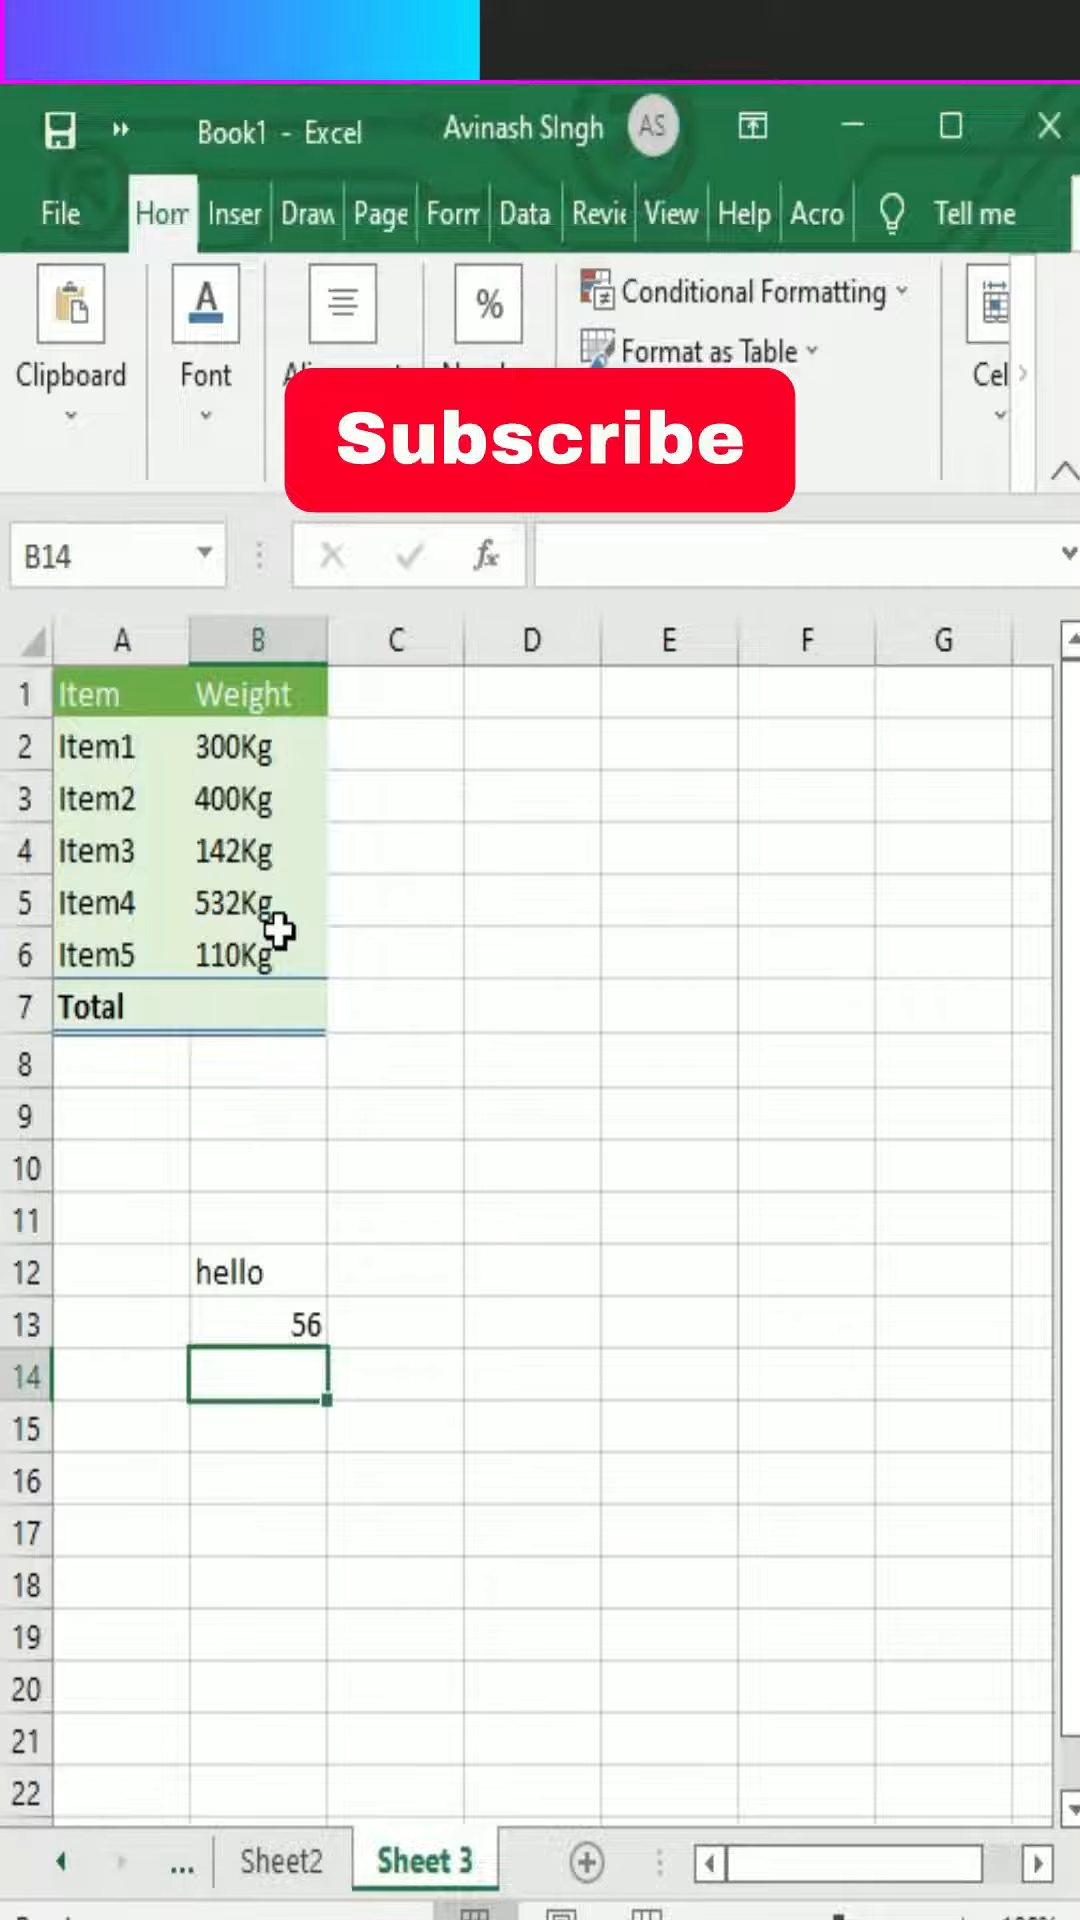 Book1 - Excel
Avinash SIngh
AS
File
Hom
Inser
Draw
Page
Form
Data
Revie
View
Help
Acro
Tell me
A
%
Conditional Formatting
Format as Table
Clipboard
Font
Cel
Subscribe
B14
fx
A B C D E F G
1 Item Weight
2 Item1 300Kg
3 Item2 400Kg
4 Item3 142Kg
5 Item4 532Kg
6 Item5 110Kg
7 Total
8
9
10
11
12 hello
13 56
14
15
16
17
18
19
20
21
22
...
Sheet2
Sheet 3